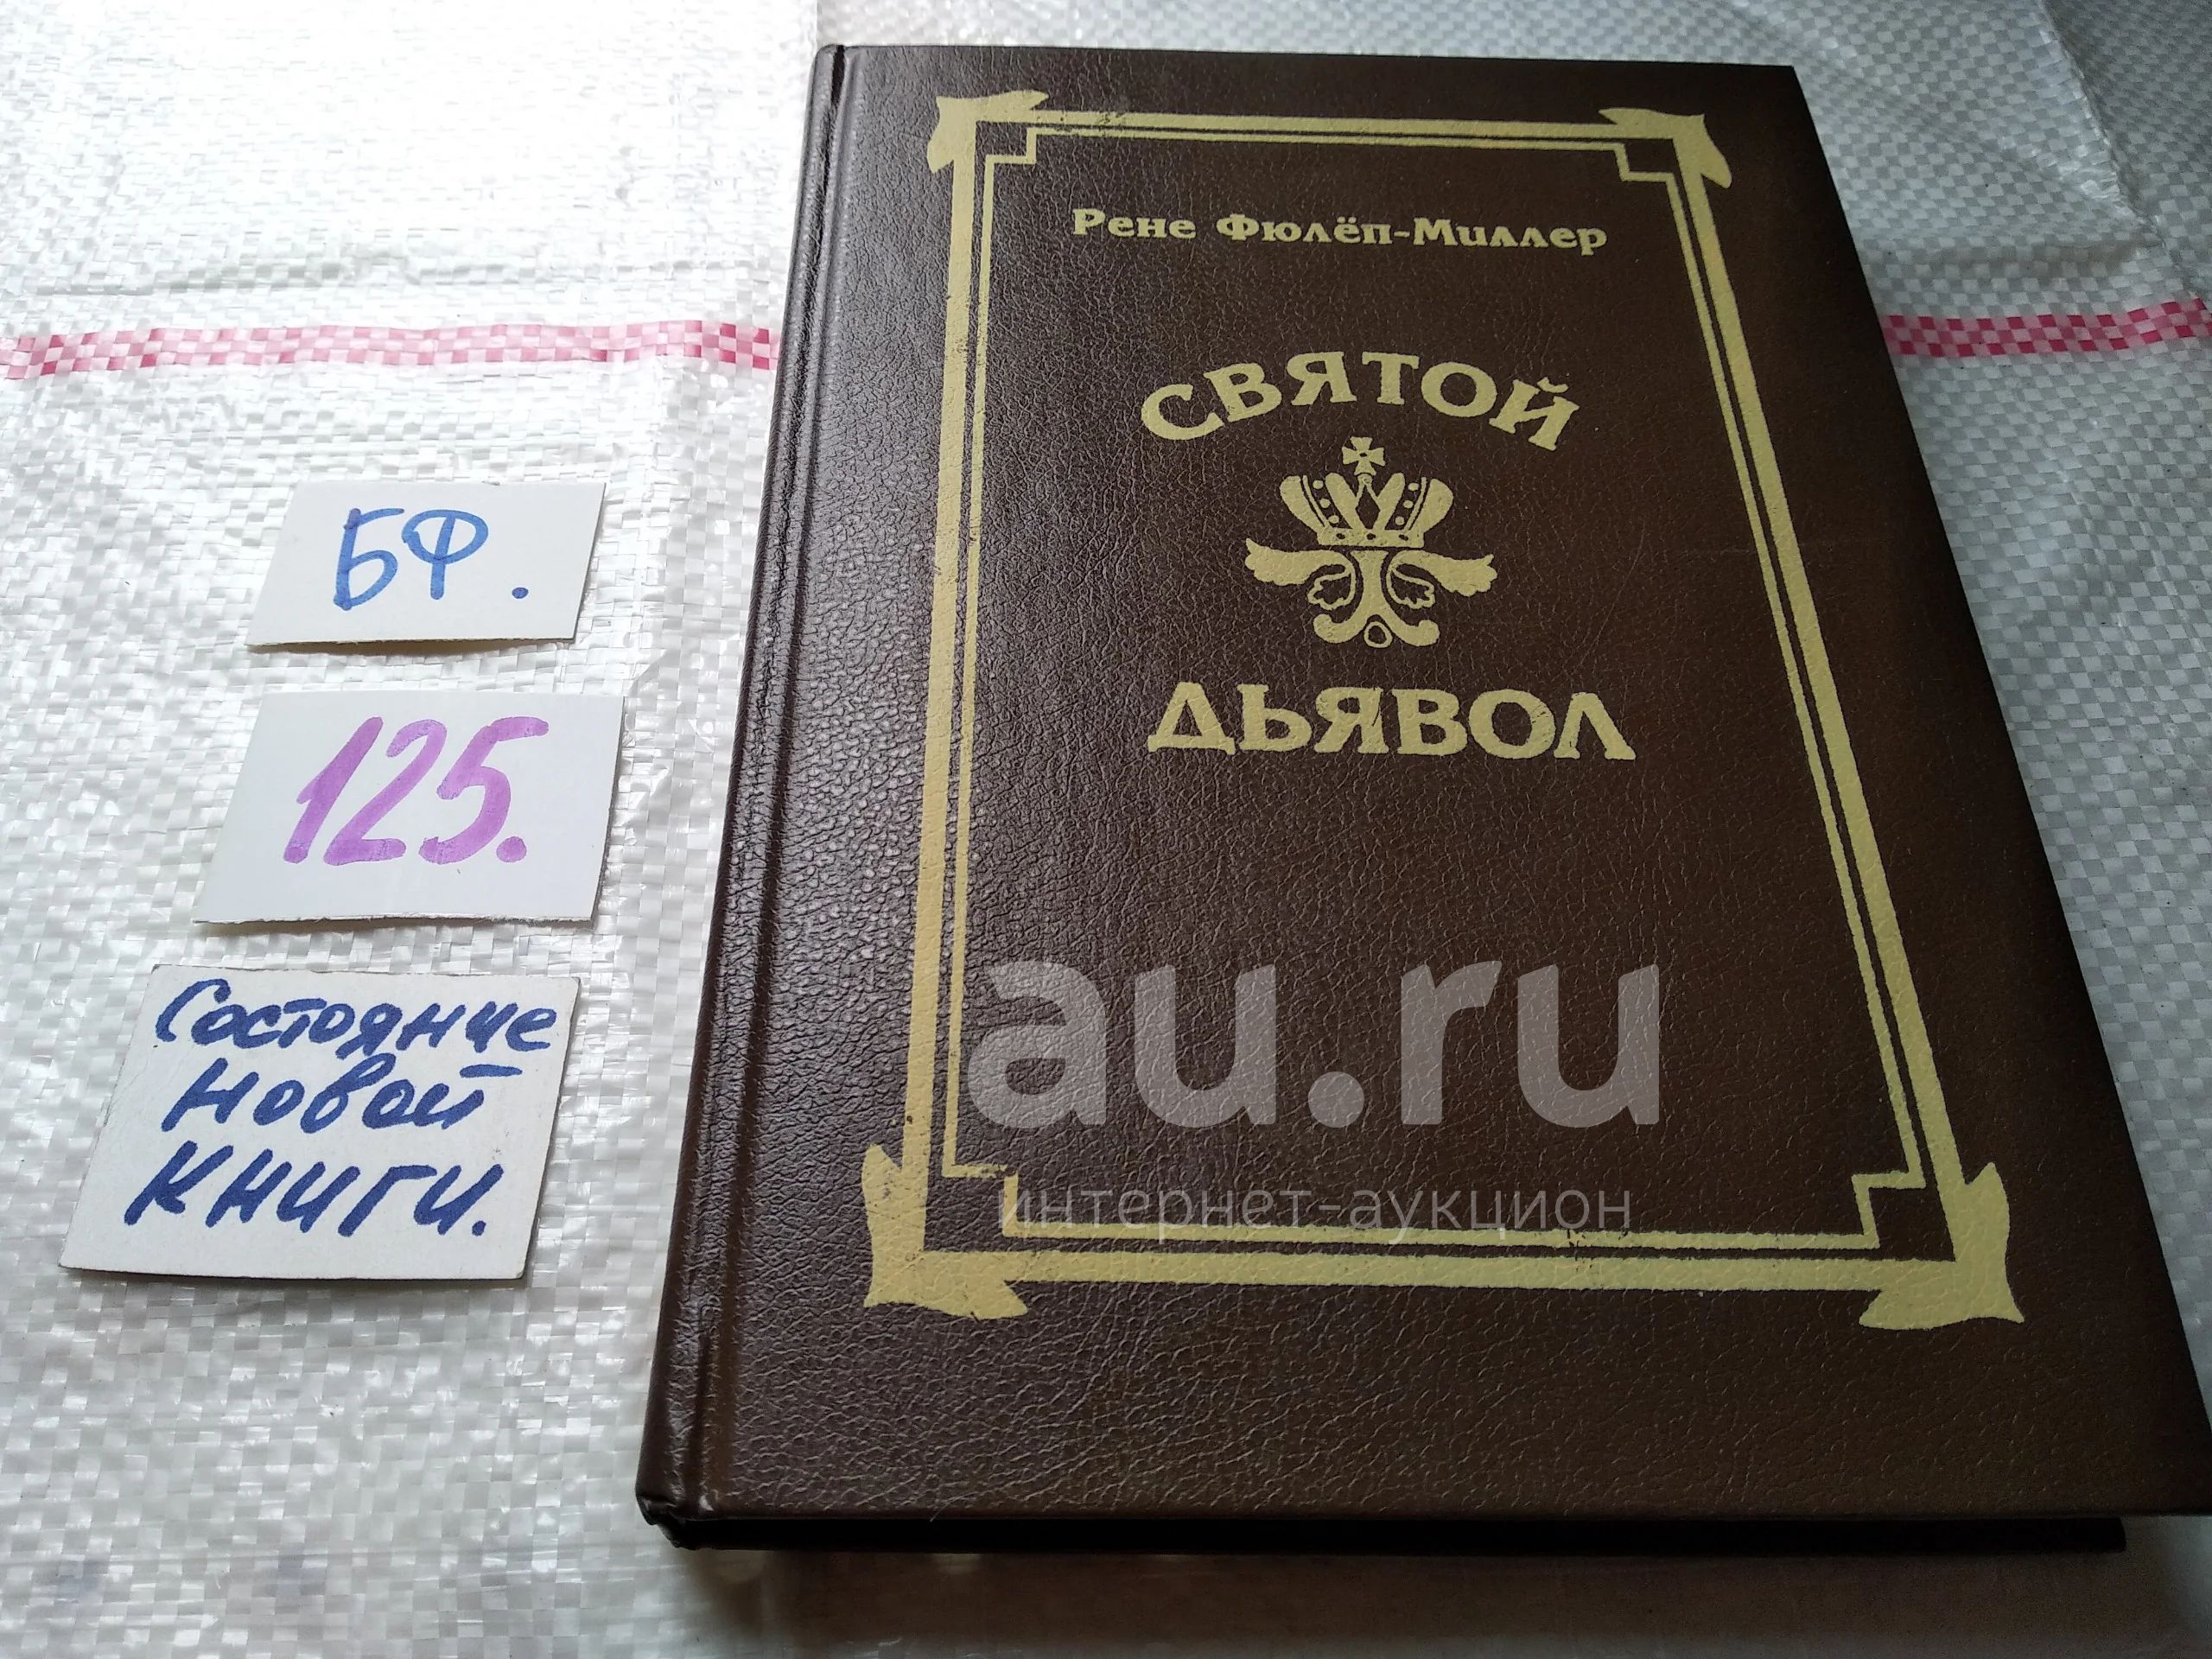 Рене Фюлёп-Миллер
СВЯТОЙ
ДЬЯВОЛ
БФ.
125.
Состояние
новой
книги.
au.ru
интернет-аукцион